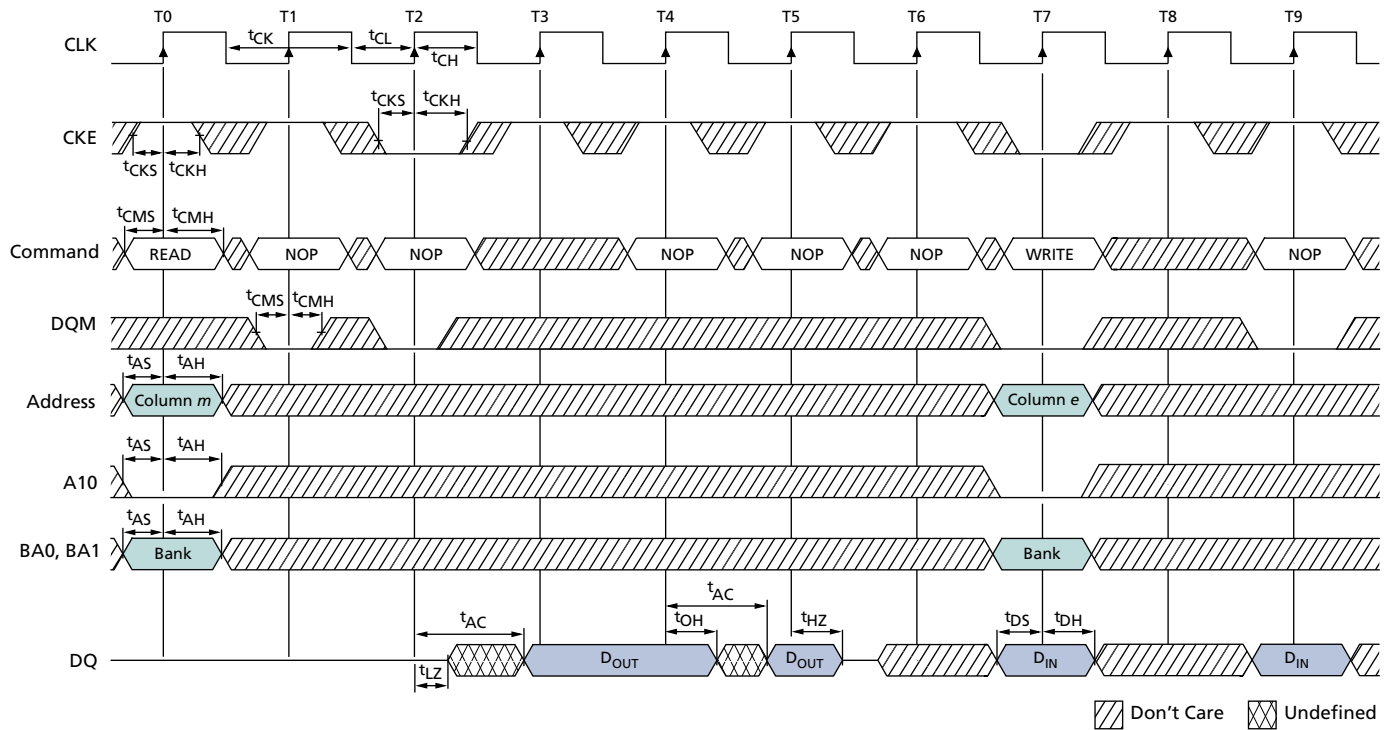 T0 T1 T2 T3 T4 T5 T6 T7 T8 T9
CLK
tCK tCL
tCH
tCKS tCKH
CKE
tCKS tCKH
tCMS tCMH
Command READ NOP NOP NOP NOP NOP WRITE NOP
tCMS tCMH
DQM
tAS tAH
Address Column m Column e
tAS tAH
A10
tAS tAH
BA0, BA1 Bank Bank
tAC
tAC tOH tHZ tDS tDH
DQ DOUT DOUT DIN DIN
tLZ
Don't Care Undefined